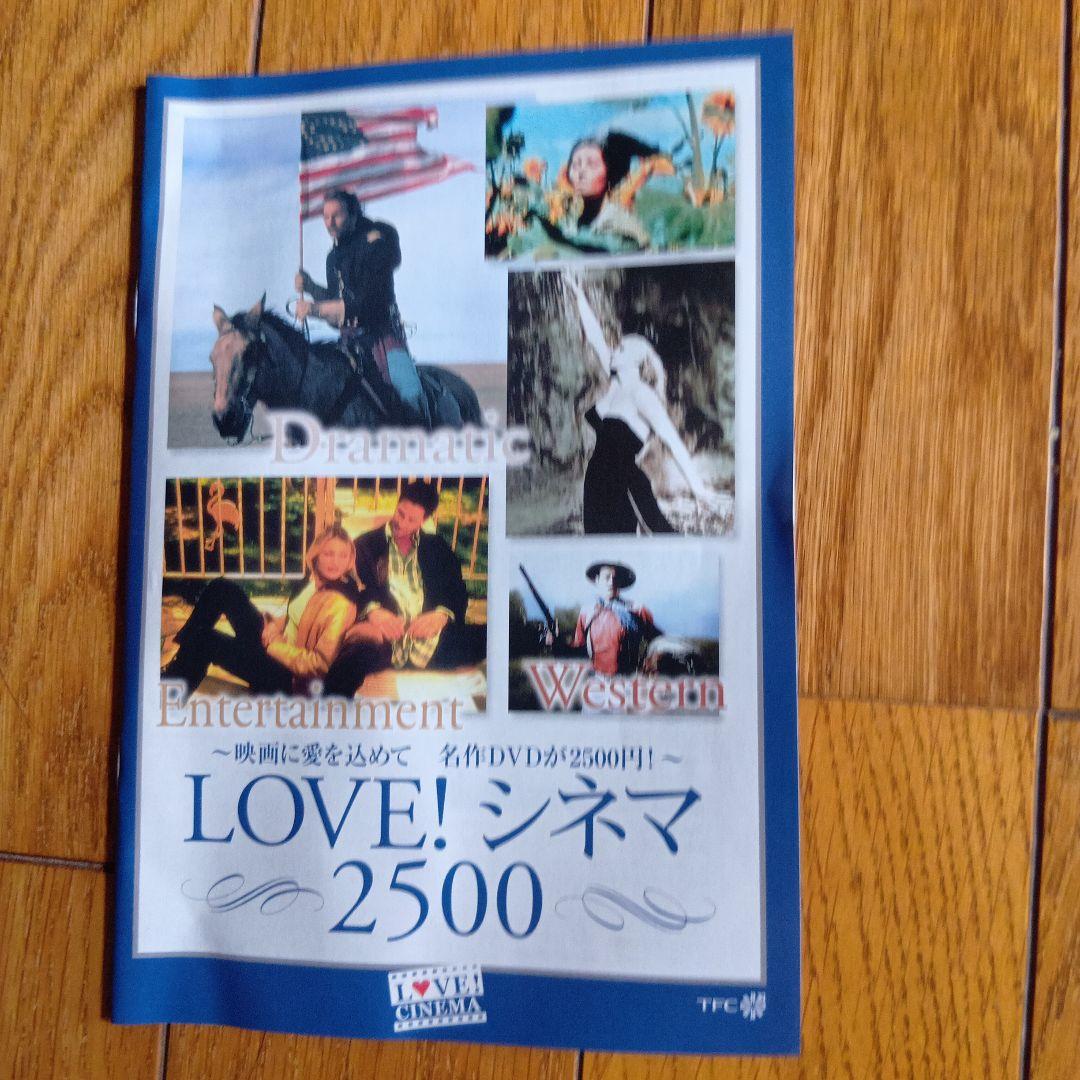 Dramatic
Entertainment
Western
～映画に愛を込めて 名作DVDが2500円!～
LOVE! シネマ
2500
L♥VE!
CINEMA
TFC